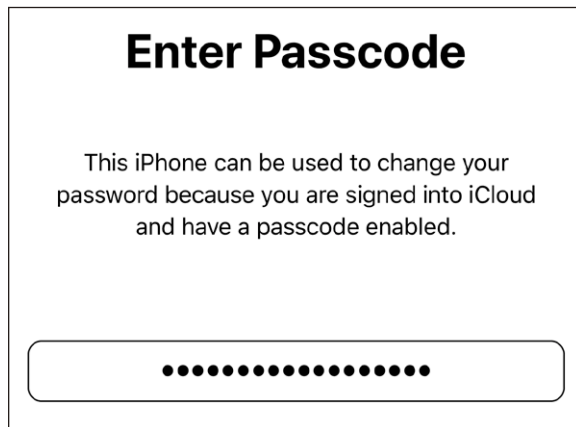 Enter Passcode
This iPhone can be used to change your
password because you are signed into iCloud
and have a passcode enabled.
••••••••••••••••••